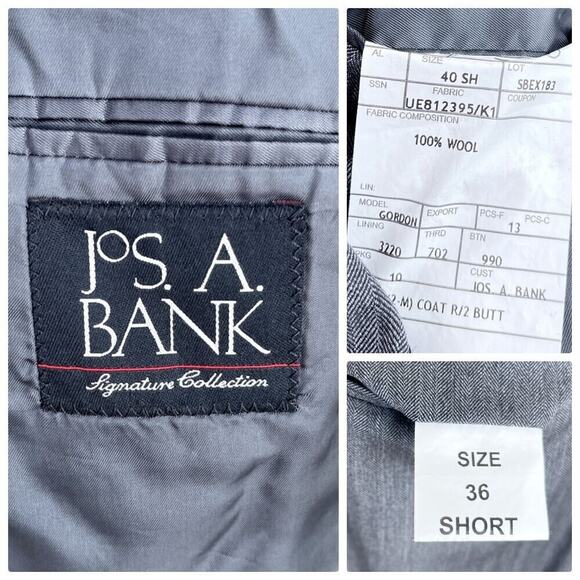 JOS. A.
BANK
Signature Collection
AL SIZE LOT
40 SH SBEX183
SSN FABRIC COUPON
UE812395/K1
FABRIC COMPOSITION
100% WOOL
LIN:
MODEL EXPORT PCS-F PCS-C
GORDON 13
LINING THRD BTN
3220 702 990
PKG CUST
10 JOS. A. BANK
2-M) COAT R/2 BUTT
SIZE
36
SHORT